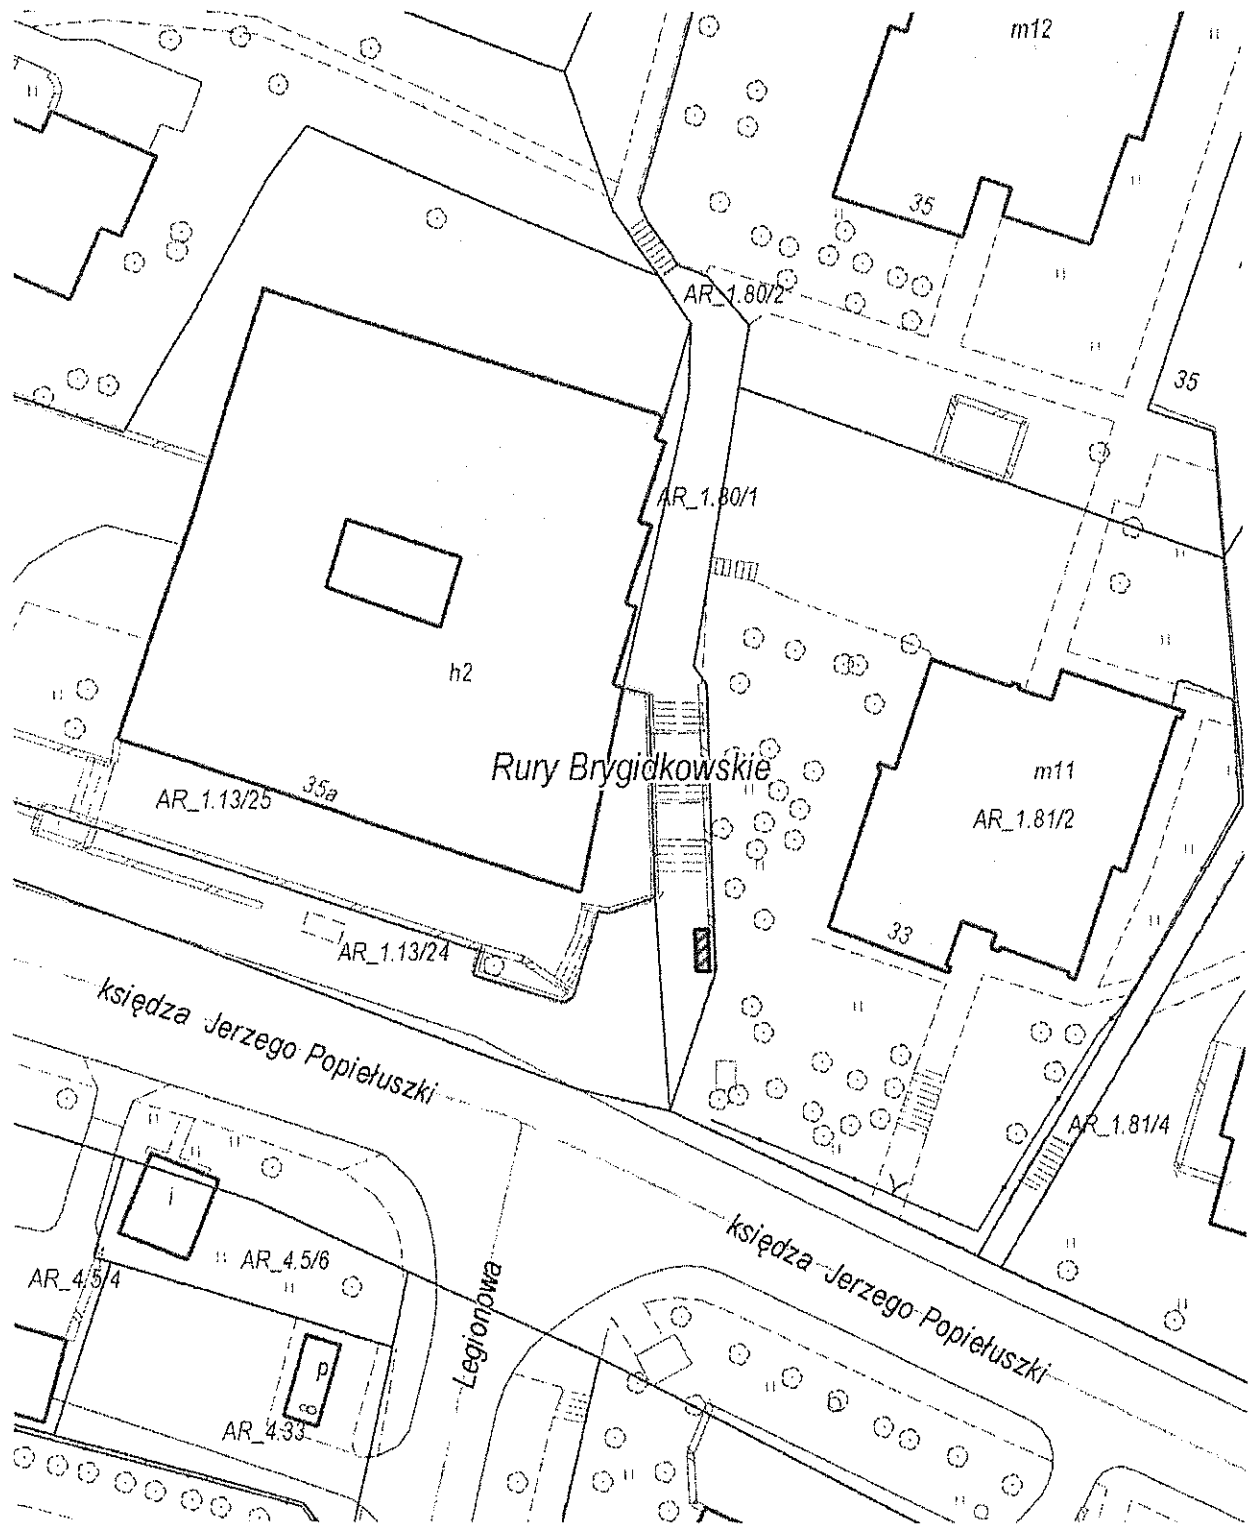 m12
35
AR_1.80/2
35
AR_1.80/1
h2
Rury Brygidkowskie
m11
35a
AR_1.13/25
AR_1.81/2
33
AR_1.13/24
księdza Jerzego Popiełuszki
AR_1.81/4
i
AR_4.5/6
AR_4.5/4
księdza Jerzego Popiełuszki
Legionowa
p
8
AR_4.33